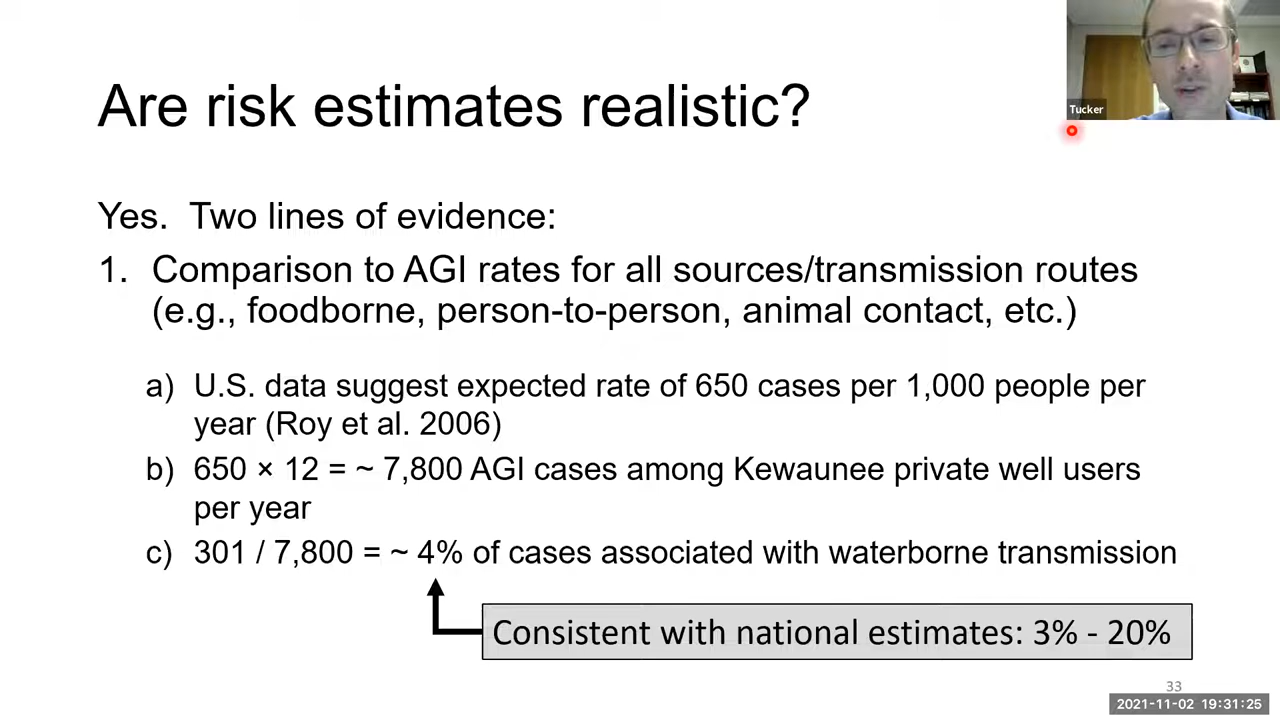 Are risk estimates realistic?
Tucker
Yes. Two lines of evidence:
1. Comparison to AGI rates for all sources/transmission routes
(e.g., foodborne, person-to-person, animal contact, etc.)
a) U.S. data suggest expected rate of 650 cases per 1,000 people per
year (Roy et al. 2006)
b) 650 × 12 = ~ 7,800 AGI cases among Kewaunee private well users
per year
c) 301 / 7,800 = ~ 4% of cases associated with waterborne transmission
Consistent with national estimates: 3% - 20%
33
2021-11-02 19:31:25